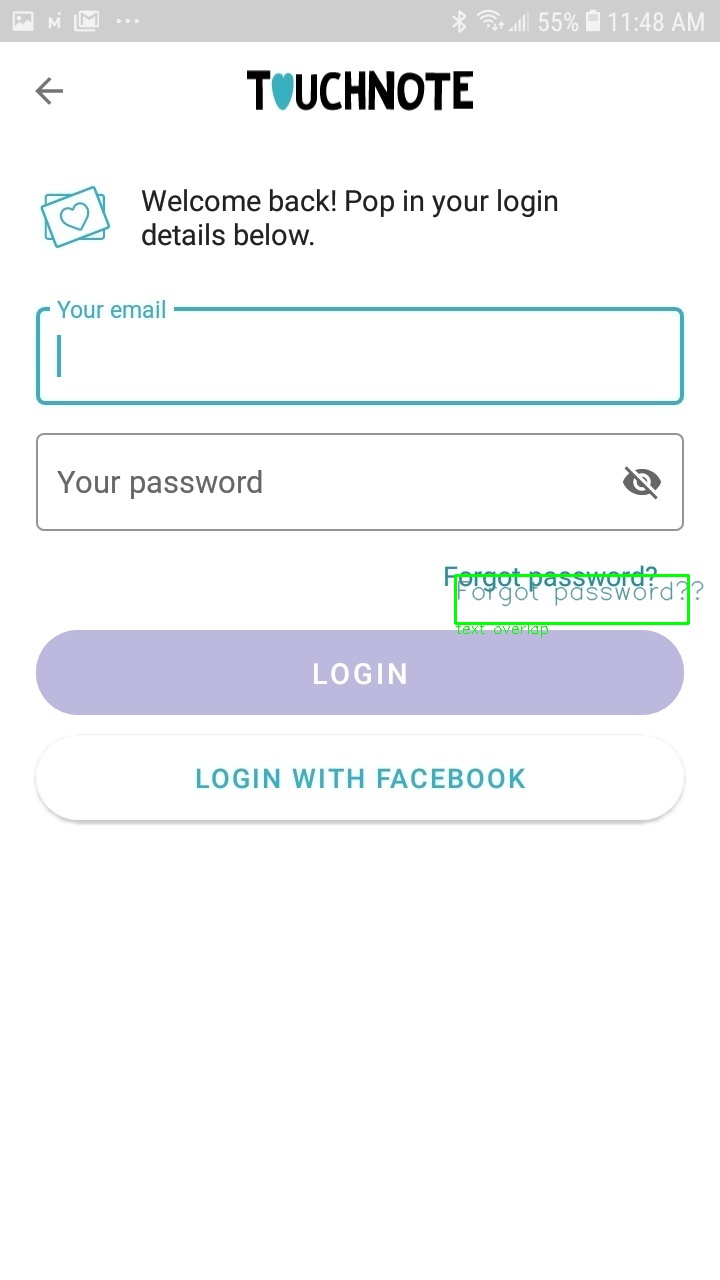 55% 11:48 AM
TOUCHNOTE
Welcome back! Pop in your login
details below.
Your email
Your password
Forgot password?
Forgot password??
text overlap
LOGIN
LOGIN WITH FACEBOOK